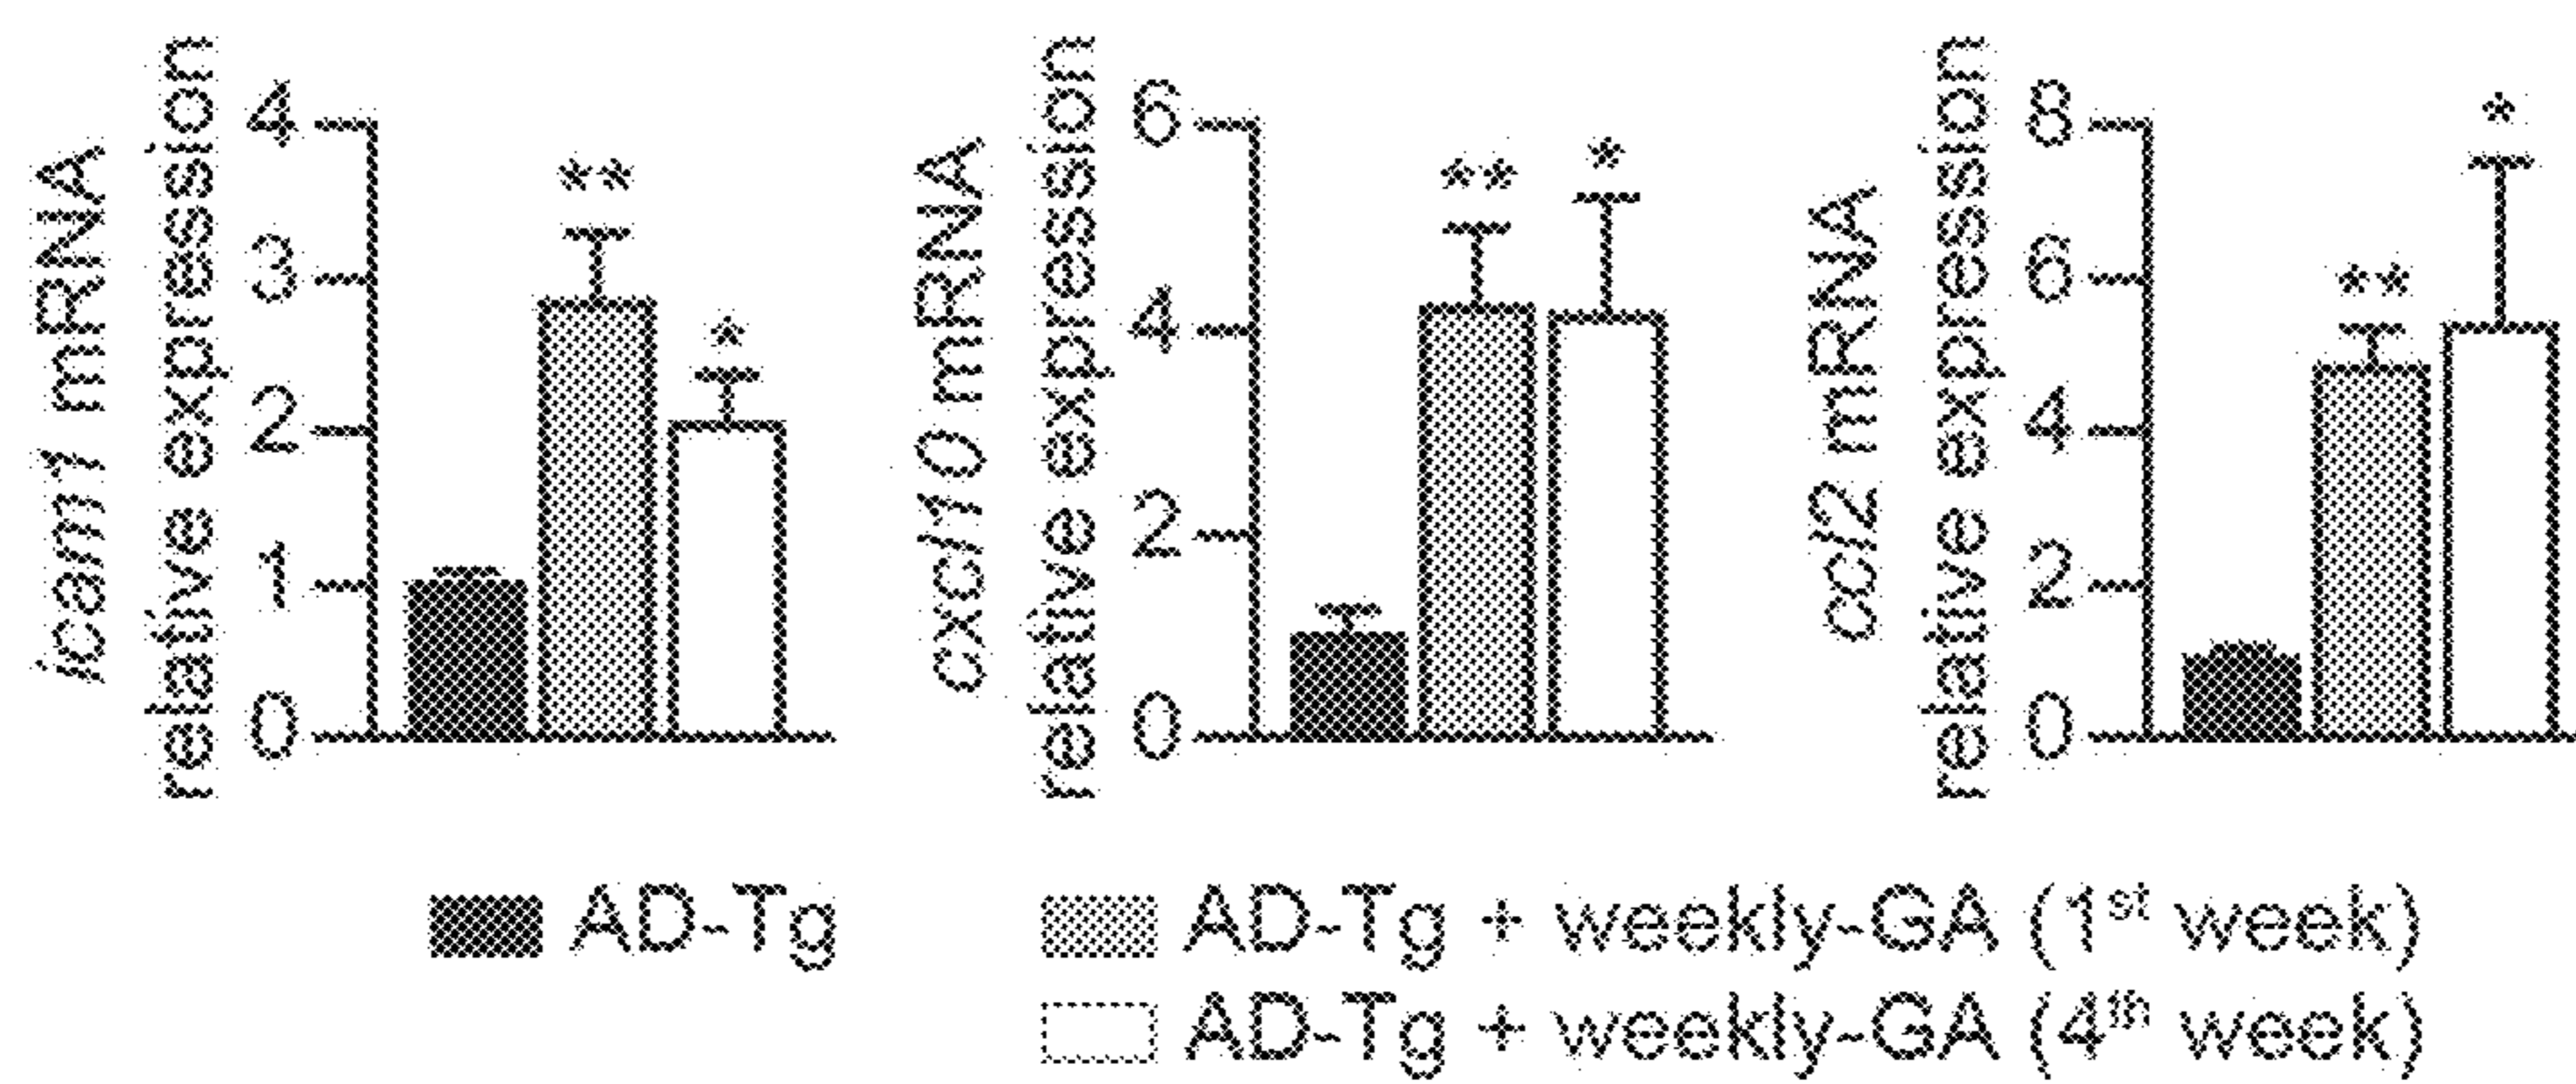 icam1 mRNA
relative expression
4
3
2
1
0
**
*
cxcl10 mRNA
relative expression
6
4
2
0
**
*
ccl2 mRNA
relative expression
8
6
4
2
0
**
*
AD-Tg
AD-Tg + weekly-GA (1st week)
AD-Tg + weekly-GA (4th week)